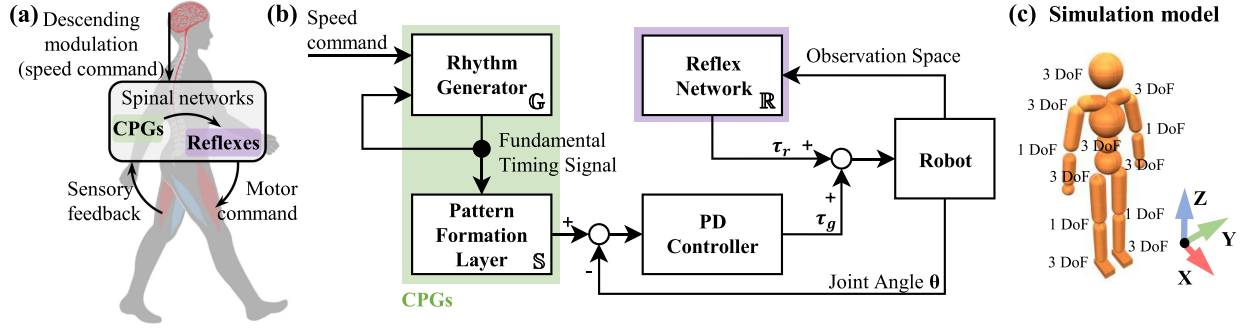 (a)
Descending
modulation
(speed command)
Spinal networks
CPGs
Reflexes
Sensory
feedback
Motor
command
(b)
Speed
command
Rhythm
Generator
𝔾
Fundamental
Timing Signal
Pattern
Formation
Layer
𝕊
CPGs
+
-
PD
Controller
Reflex
Network
ℝ
τr
+
+
τg
Observation Space
Robot
Joint Angle θ
(c) Simulation model
3 DoF
3 DoF
3 DoF
1 DoF
1 DoF
3 DoF
3 DoF
3 DoF
1 DoF
1 DoF
3 DoF
3 DoF
Z
Y
X